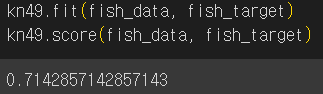 kn49.fit(fish_data, fish_target)
kn49.score(fish_data, fish_target)
0.7142857142857143